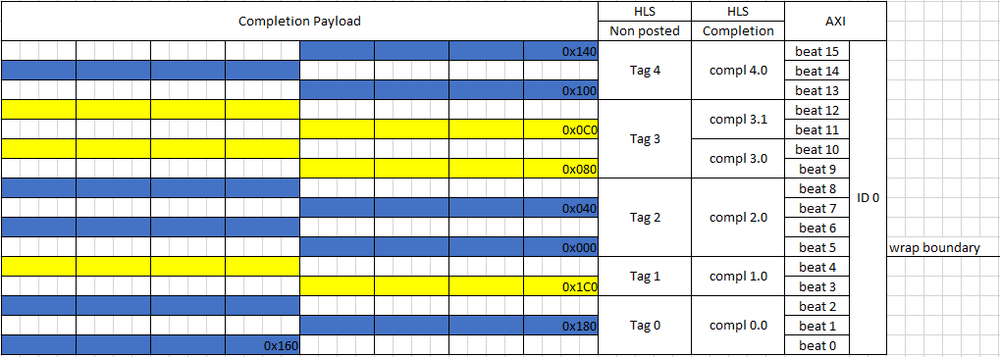 Completion Payload HLS HLS AXI
Non posted Completion
0x140 Tag 4 compl 4.0 beat 15 ID 0
beat 14
0x100 beat 13
Tag 3 compl 3.1 beat 12
0x0C0 beat 11
compl 3.0 beat 10
0x080 beat 9
Tag 2 compl 2.0 beat 8
0x040 beat 7
beat 6
0x000 beat 5 wrap boundary
Tag 1 compl 1.0 beat 4
0x1C0 beat 3
Tag 0 compl 0.0 beat 2
0x180 beat 1
0x160 beat 0